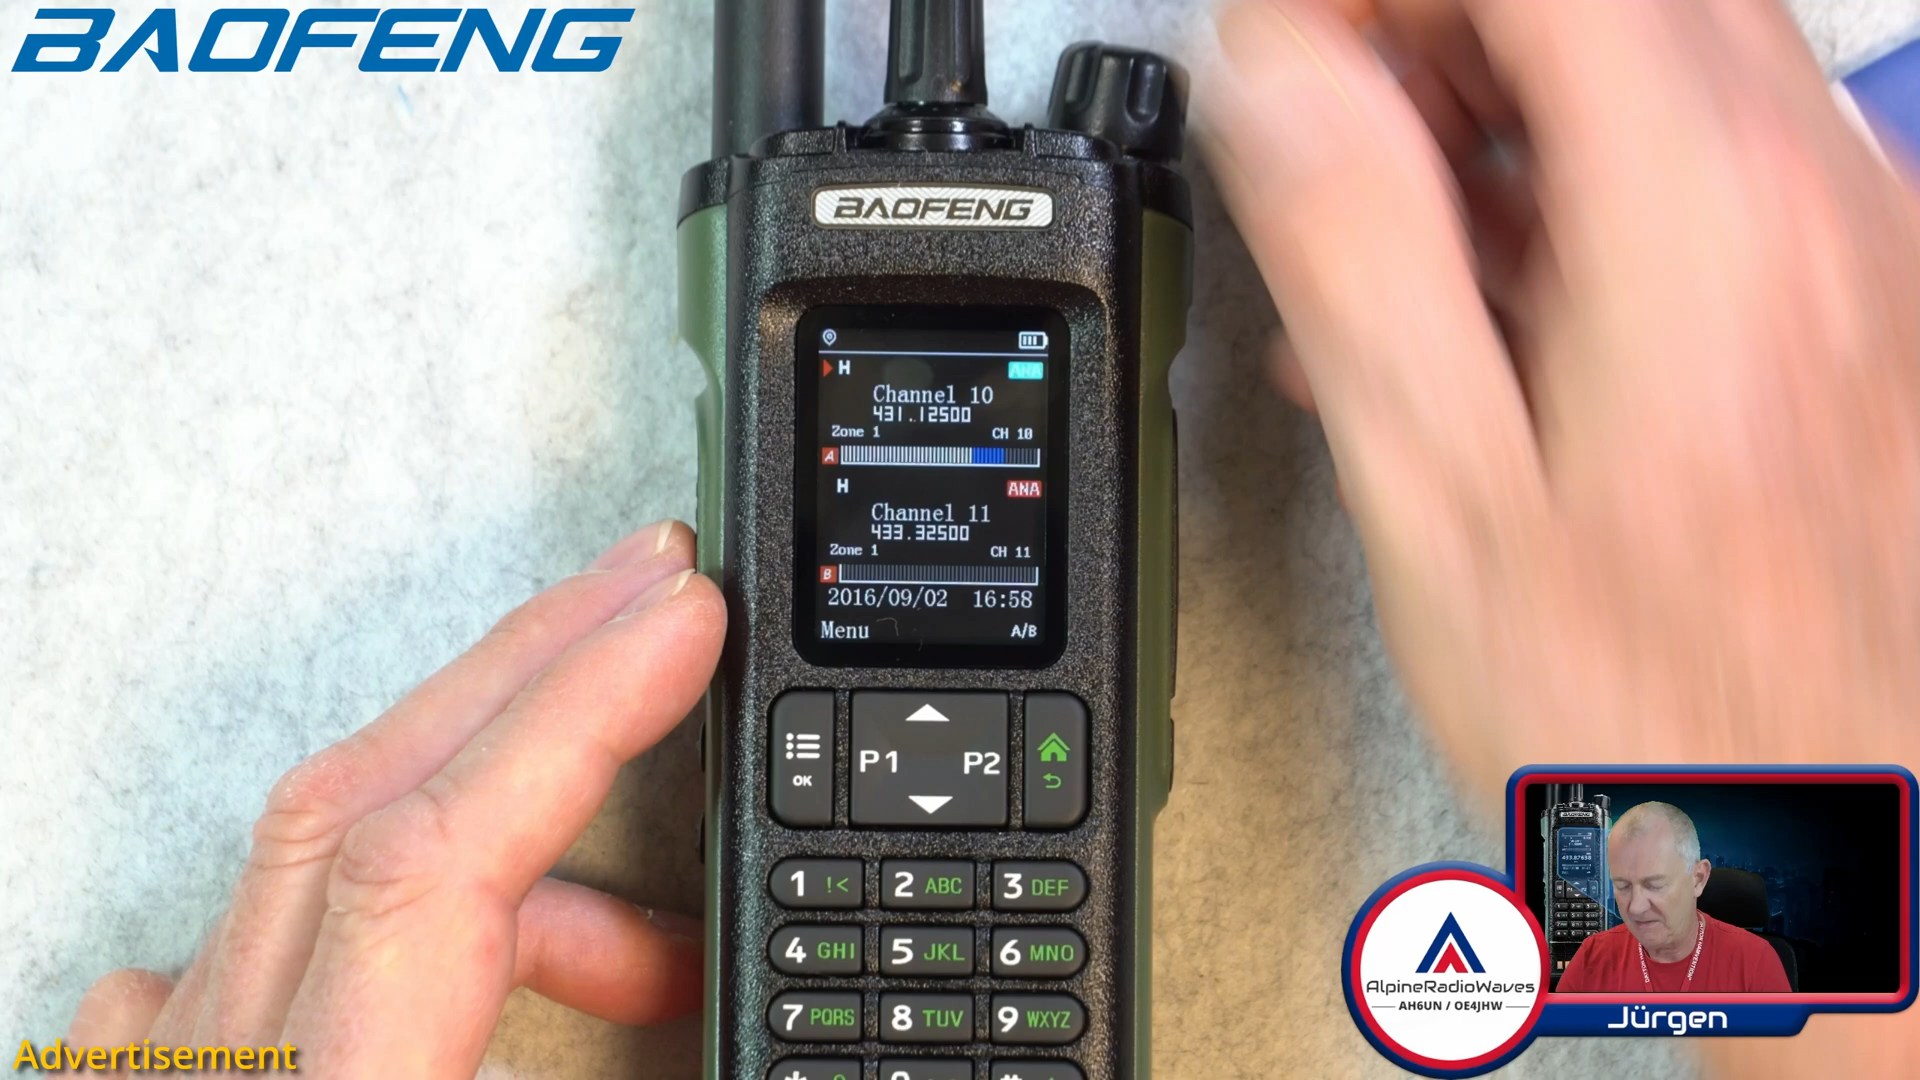 BAOFENG
BAOFENG
H ANA
Channel 10
431.12500
Zone 1 CH 10
A
H ANA
Channel 11
433.32500
Zone 1 CH 11
B
2016/09/02 16:58
Menu A/B
OK
P1 P2
1 !< 2 ABC 3 DEF
4 GHI 5 JKL 6 MNO
7 PQRS 8 TUV 9 WXYZ
BAOFENG
AlpineRadioWaves
AH6UN / OE4JHW
Jürgen
Advertisement